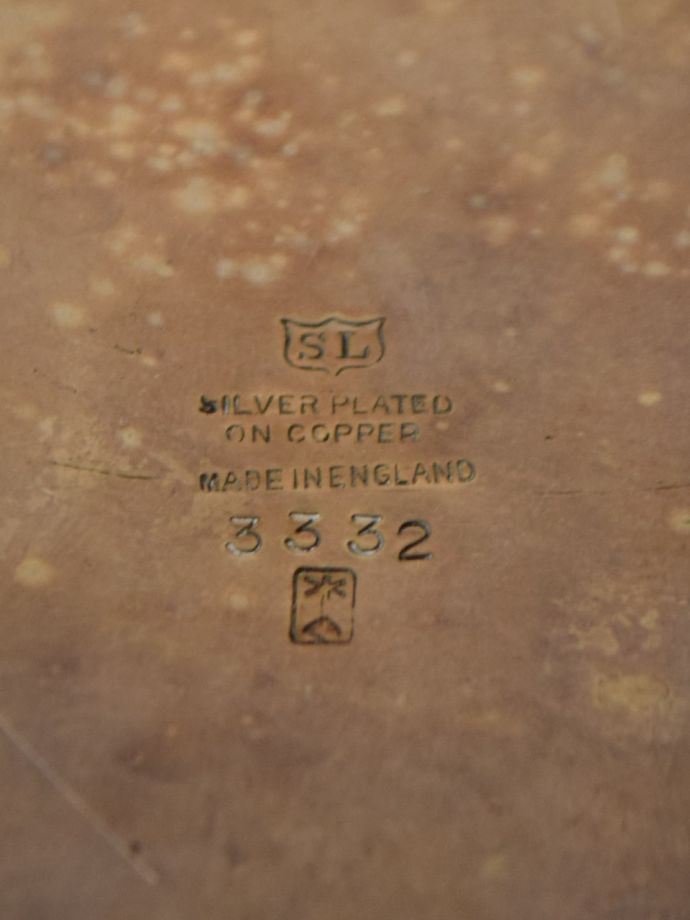 SL
SILVER PLATED
ON COPPER
MADE IN ENGLAND
3332